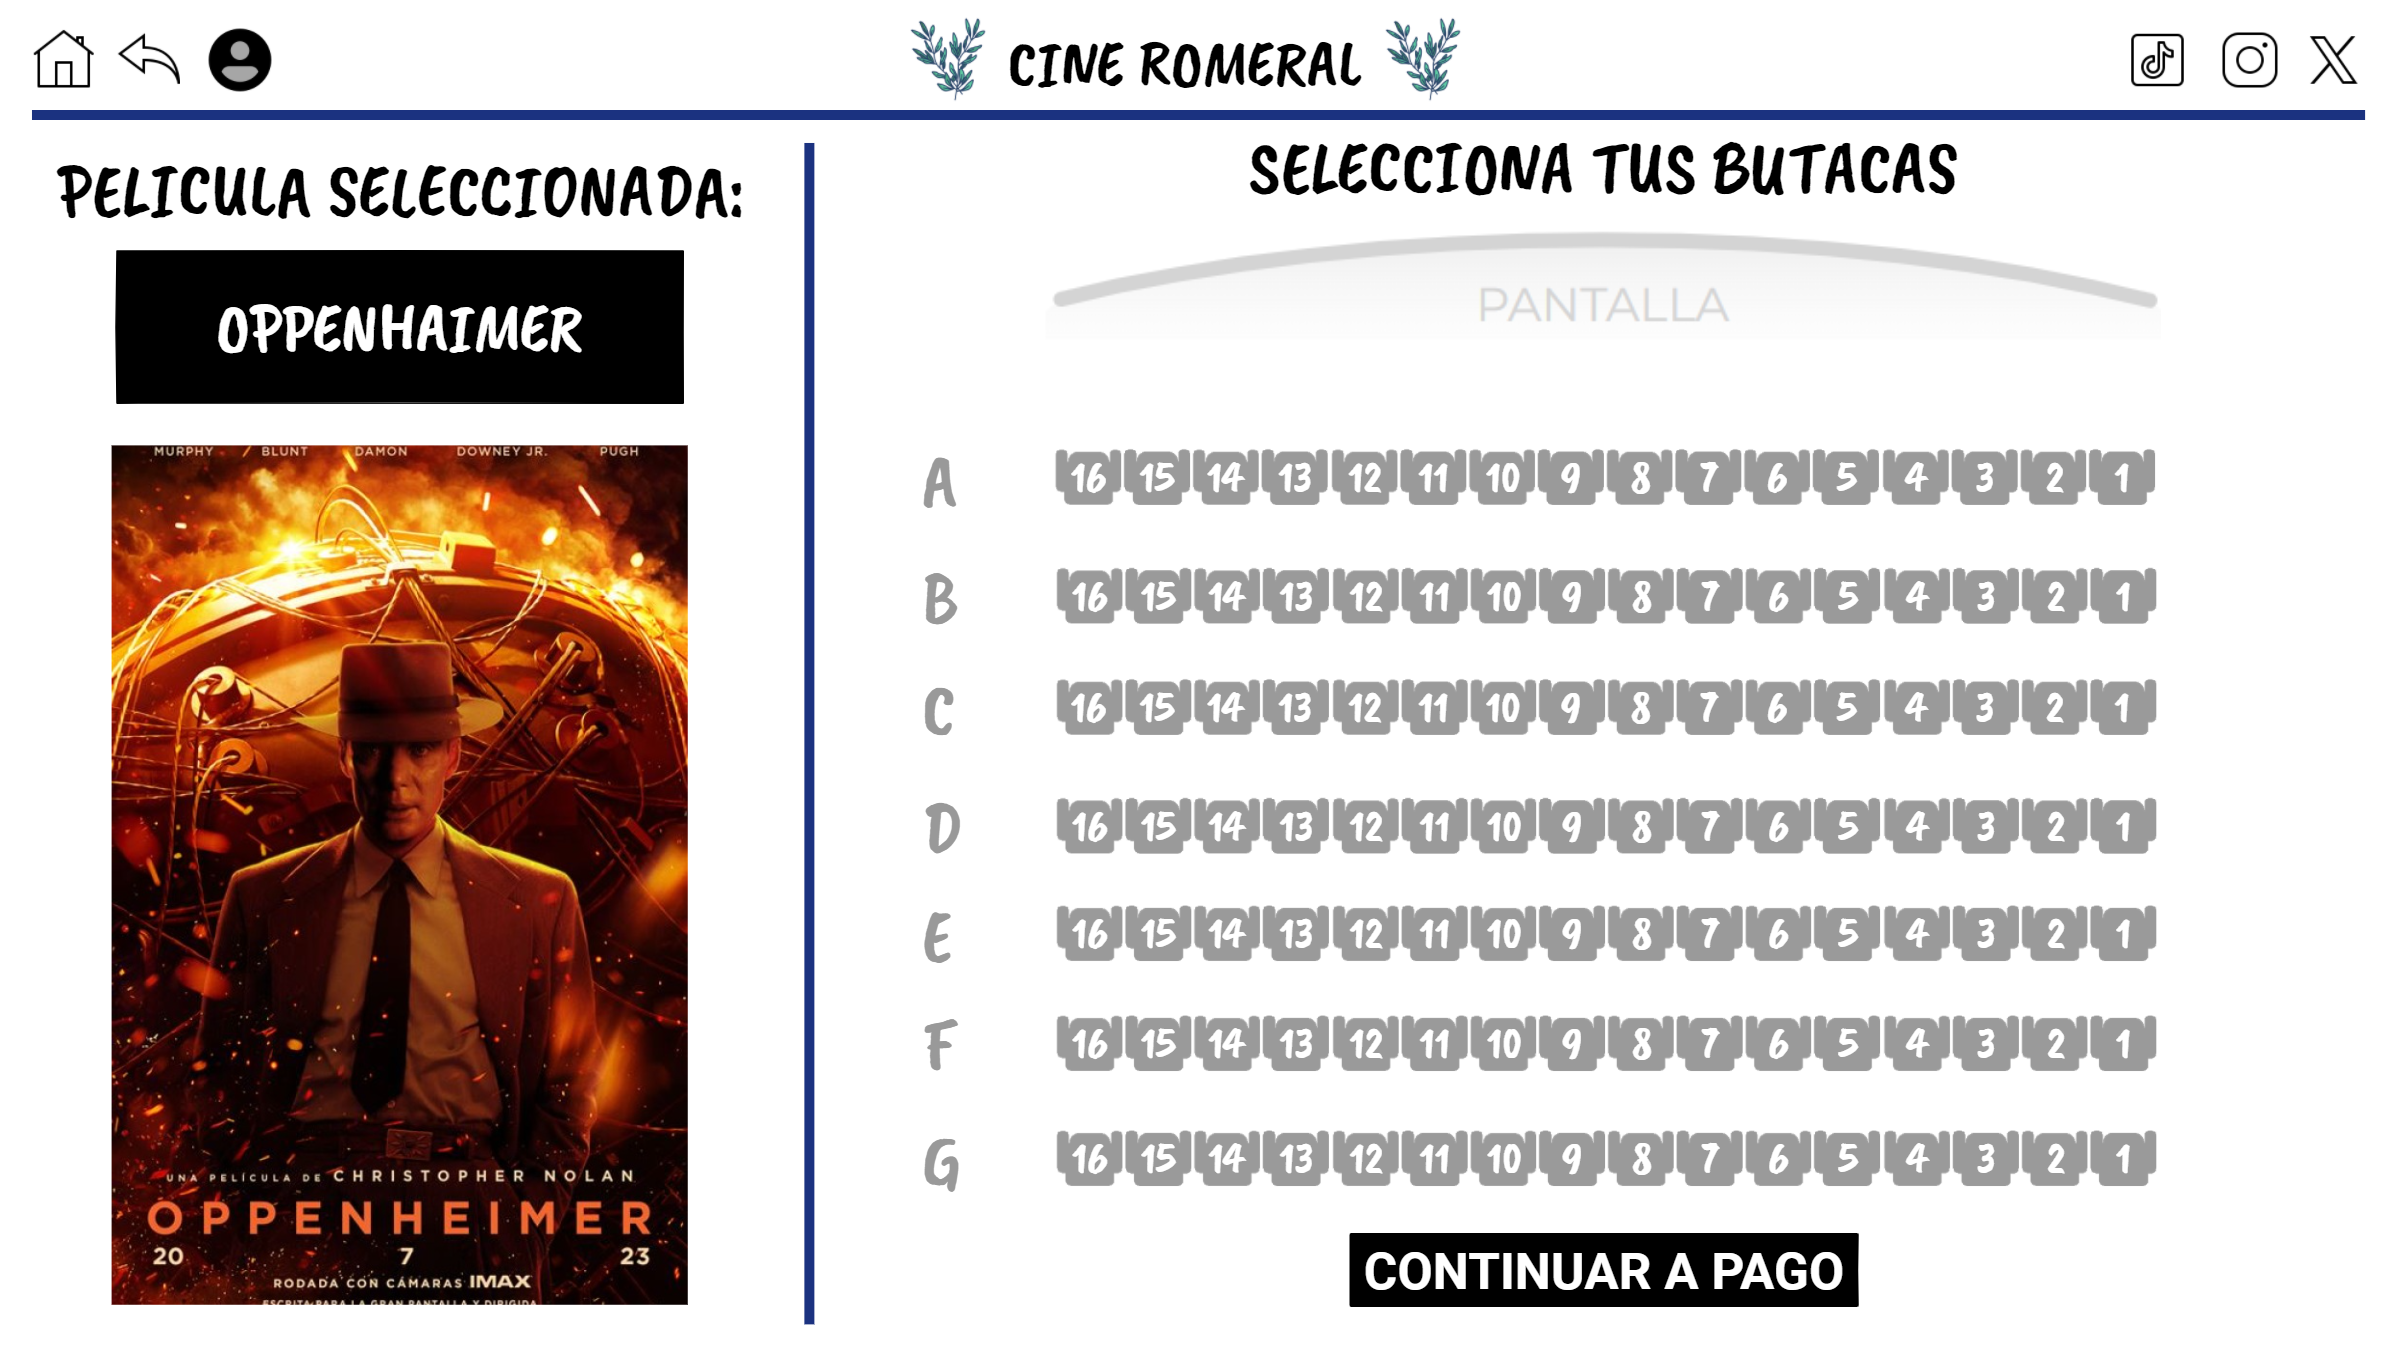 CINE ROMERAL
PELICULA SELECCIONADA:
OPPENHAIMER
MURPHY BLUNT DAMON DOWNEY JR. PUGH
UNA PELÍCULA DE CHRISTOPHER NOLAN
OPPENHEIMER
20 7 23
RODADA CON CÁMARAS IMAX
ESCRITA PARA LA GRAN PANTALLA Y DIRIGIDA
SELECCIONA TUS BUTACAS
PANTALLA
A 16 15 14 13 12 11 10 9 8 7 6 5 4 3 2 1
B 16 15 14 13 12 11 10 9 8 7 6 5 4 3 2 1
C 16 15 14 13 12 11 10 9 8 7 6 5 4 3 2 1
D 16 15 14 13 12 11 10 9 8 7 6 5 4 3 2 1
E 16 15 14 13 12 11 10 9 8 7 6 5 4 3 2 1
F 16 15 14 13 12 11 10 9 8 7 6 5 4 3 2 1
G 16 15 14 13 12 11 10 9 8 7 6 5 4 3 2 1
CONTINUAR A PAGO